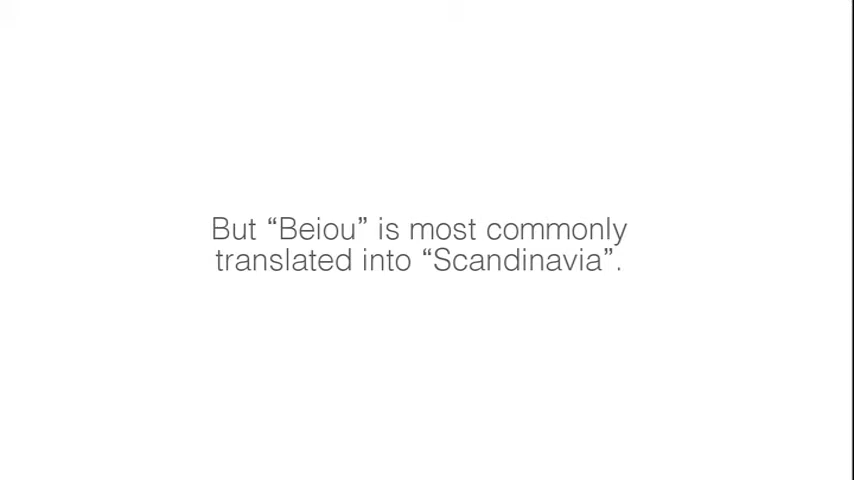 But “Beiou” is most commonly
translated into “Scandinavia”.